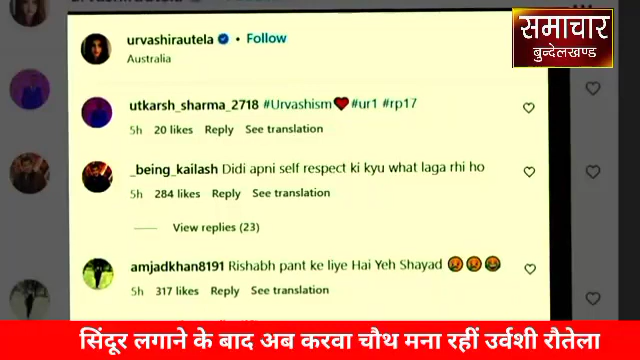 समाचार
बुन्देलखण्ड
urvashirautela • Follow
Australia
utkarsh_sharma_2718 #Urvashism❤️#ur1 #rp17
5h 20 likes Reply See translation
_being_kailash Didi apni self respect ki kyu what laga rhi ho
5h 284 likes Reply See translation
View replies (23)
amjadkhan8191 Rishabh pant ke liye Hai Yeh Shayad
5h 317 likes Reply See translation
सिंदूर लगाने के बाद अब करवा चौथ मना रहीं उर्वशी रौतेला